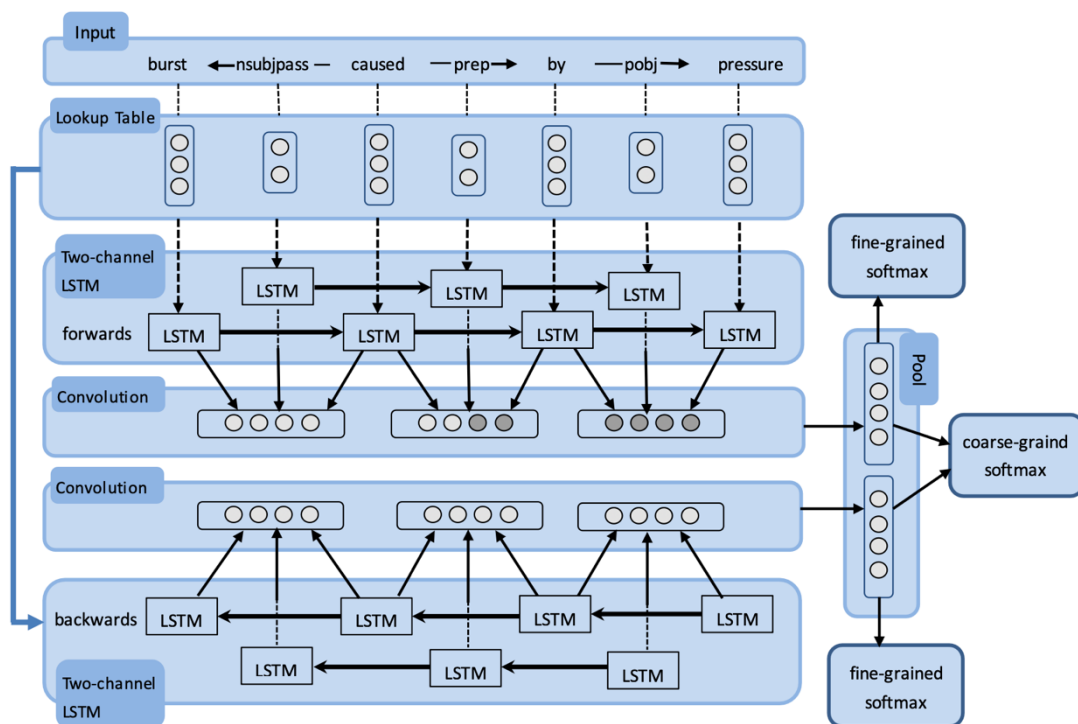 Input
burst nsubjpass caused prep by pobj pressure
Lookup Table
Two-channel
LSTM
LSTM LSTM LSTM
forwards
LSTM LSTM LSTM LSTM
Convolution
Convolution
backwards
LSTM LSTM LSTM LSTM
LSTM LSTM LSTM
Two-channel
LSTM
fine-grained
softmax
Pool
coarse-graind
softmax
fine-grained
softmax